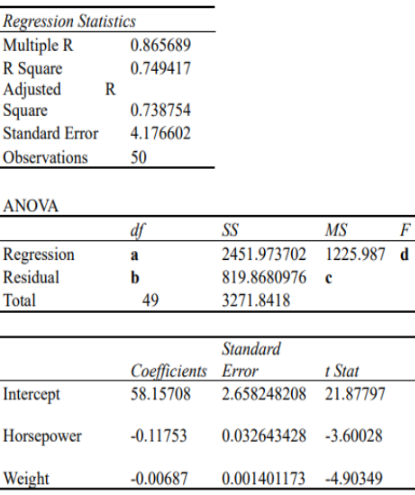 Regression Statistics
Multiple R 0.865689
R Square 0.749417
Adjusted R
Square 0.738754
Standard Error 4.176602
Observations 50
ANOVA
df SS MS F
Regression a 2451.973702 1225.987 d
Residual b 819.8680976 c
Total 49 3271.8418
Standard
Coefficients Error t Stat
Intercept 58.15708 2.658248208 21.87797
Horsepower -0.11753 0.032643428 -3.60028
Weight -0.00687 0.001401173 -4.90349